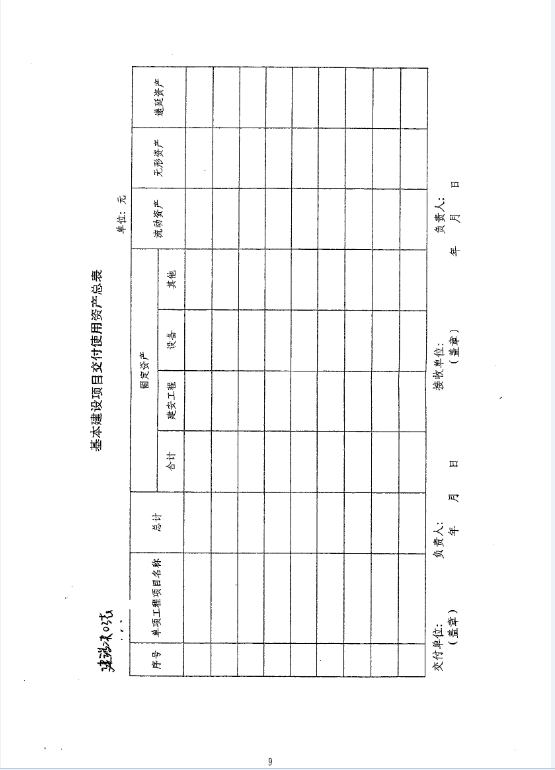 基本建设项目交付使用资产总表
单位: 元
序号 单项工程项目名称 总计 固定资产 流动资产 无形资产 递延资产
合计 建安工程 设备 其他
交付单位: 负责人: 接收单位: 负责人:
(盖章) 年 月 日 (盖章) 年 月 日
9